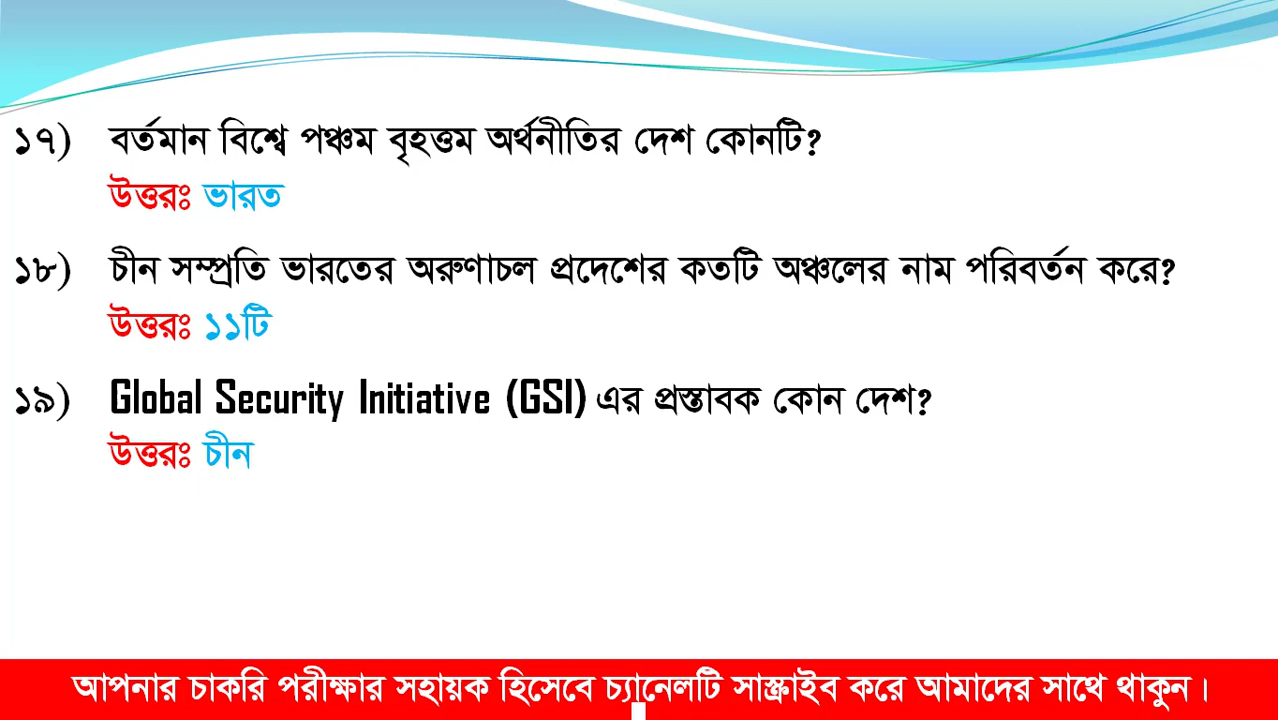 ১৭) বর্তমান বিশ্বে পঞ্চম বৃহত্তম অর্থনীতির দেশ কোনটি?
উত্তরঃ ভারত
১৮) চীন সম্প্রতি ভারতের অরুণাচল প্রদেশের কতটি অঞ্চলের নাম পরিবর্তন করে?
উত্তরঃ ১১টি
১৯) Global Security Initiative (GSI) এর প্রস্তাবক কোন দেশ?
উত্তরঃ চীন
আপনার চাকরি পরীক্ষার সহায়ক হিসেবে চ্যানেলটি সাস্ক্রাইব করে আমাদের সাথে থাকুন।